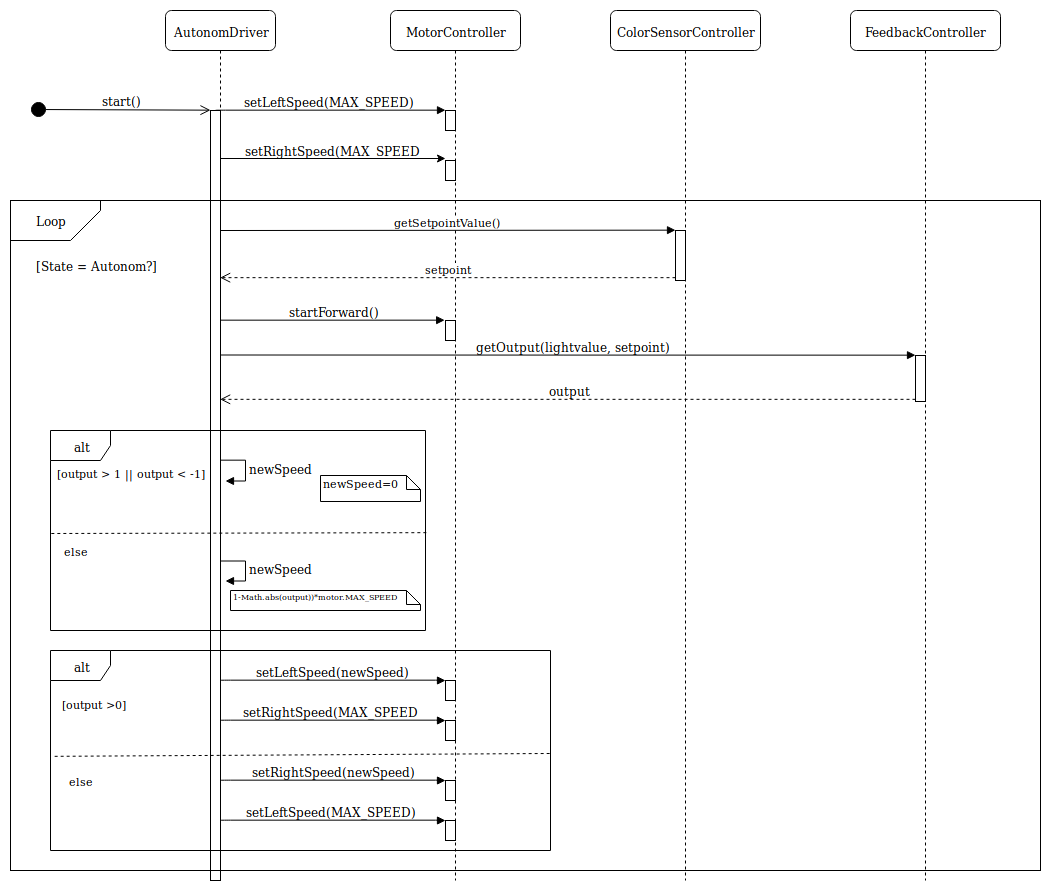 AutonomDriver
MotorController
ColorSensorController
FeedbackController
start()
setLeftSpeed(MAX_SPEED)
setRightSpeed(MAX_SPEED
Loop
getSetpointValue()
[State = Autonom?]
setpoint
startForward()
getOutput(lightvalue, setpoint)
output
alt
[output > 1 || output < -1]
newSpeed
newSpeed=0
else
newSpeed
1-Math.abs(output))*motor.MAX_SPEED
alt
setLeftSpeed(newSpeed)
[output >0]
setRightSpeed(MAX_SPEED
else
setRightSpeed(newSpeed)
setLeftSpeed(MAX_SPEED)